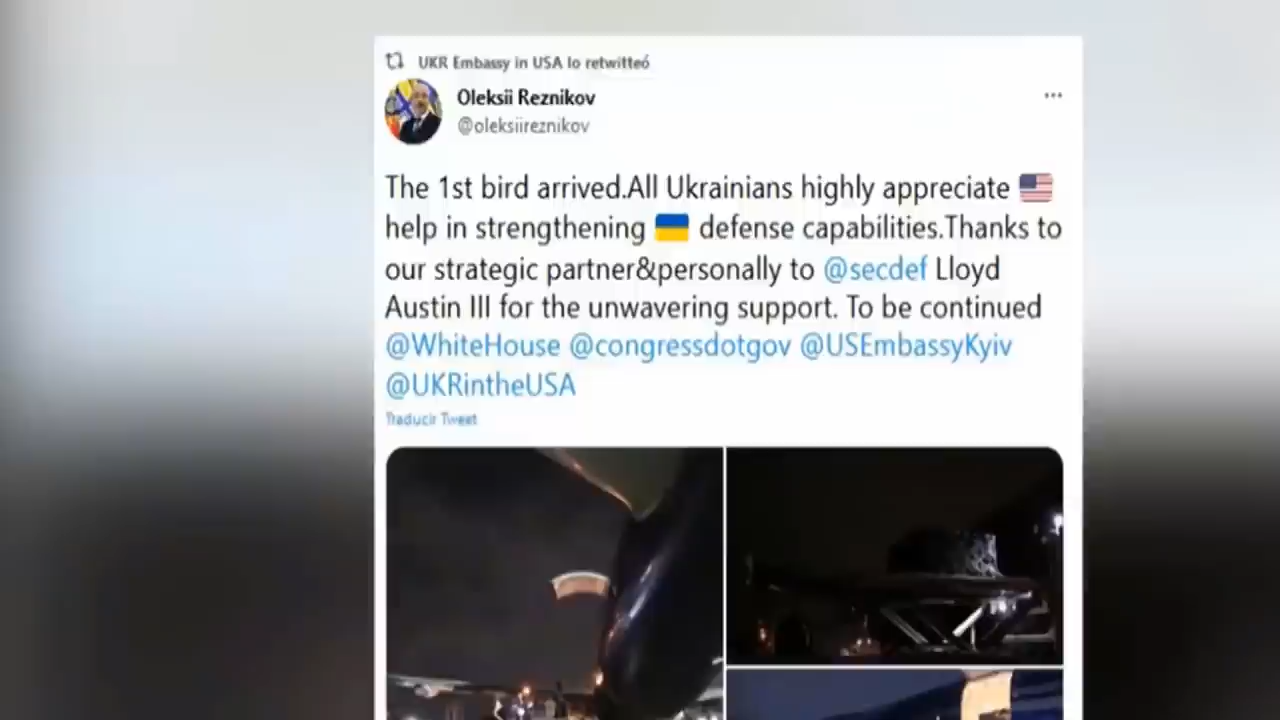 UKR Embassy in USA lo retwitteó
Oleksii Reznikov
@oleksiireznikov
The 1st bird arrived.All Ukrainians highly appreciate 🇺🇸
help in strengthening 🇺🇦 defense capabilities.Thanks to
our strategic partner&personally to @secdef Lloyd
Austin III for the unwavering support. To be continued
@WhiteHouse @congressdotgov @USEmbassyKyiv
@UKRintheUSA
Traducir Tweet